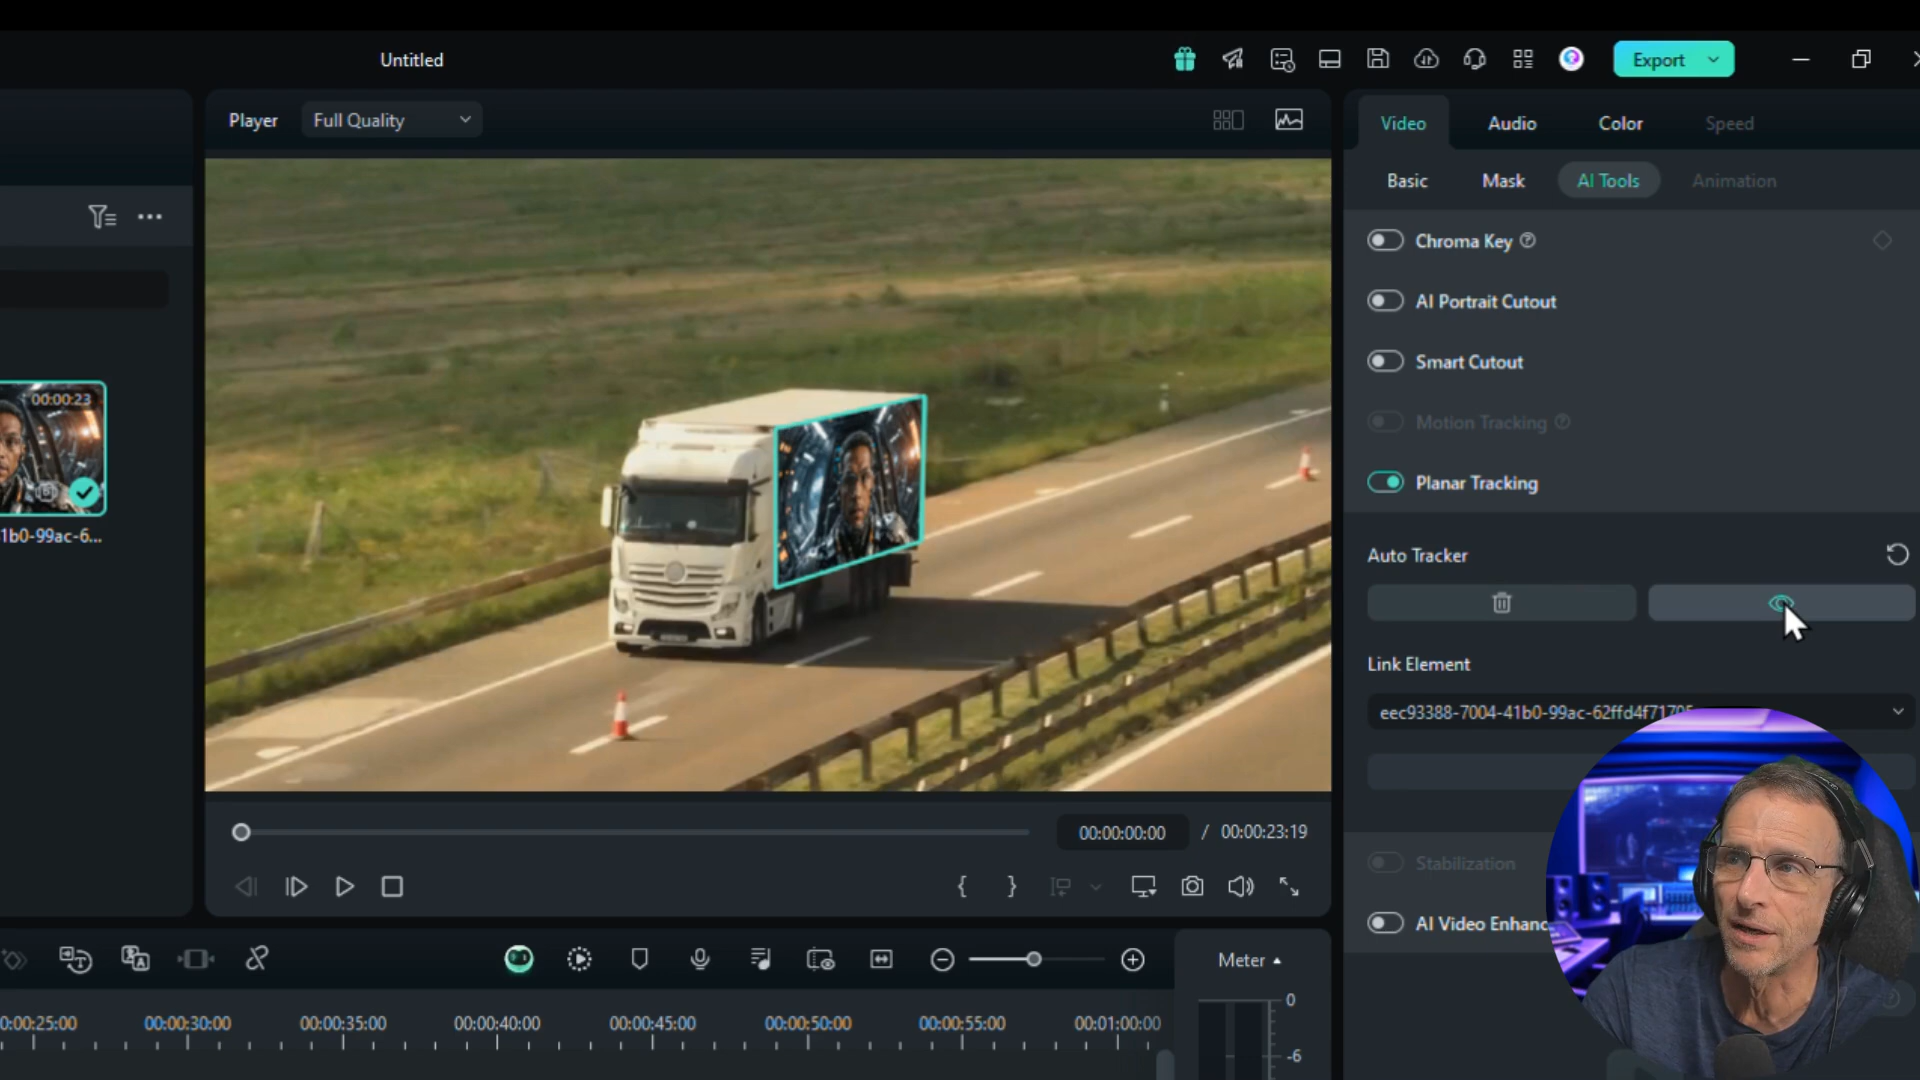 Untitled
Export
Player
Full Quality
Video
Audio
Color
Speed
Basic
Mask
AI Tools
Animation
Chroma Key
AI Portrait Cutout
Smart Cutout
Motion Tracking
Planar Tracking
Auto Tracker
Link Element
eec93388-7004-41b0-99ac-62ffd4f71705
Stabilization
AI Video Enhanc
00:00:23
1b0-99ac-6...
00:00:00:00 / 00:00:23:19
Meter
0:00:25:00
00:00:30:00
00:00:35:00
00:00:40:00
00:00:45:00
00:00:50:00
00:00:55:00
00:01:00:00
0
-6